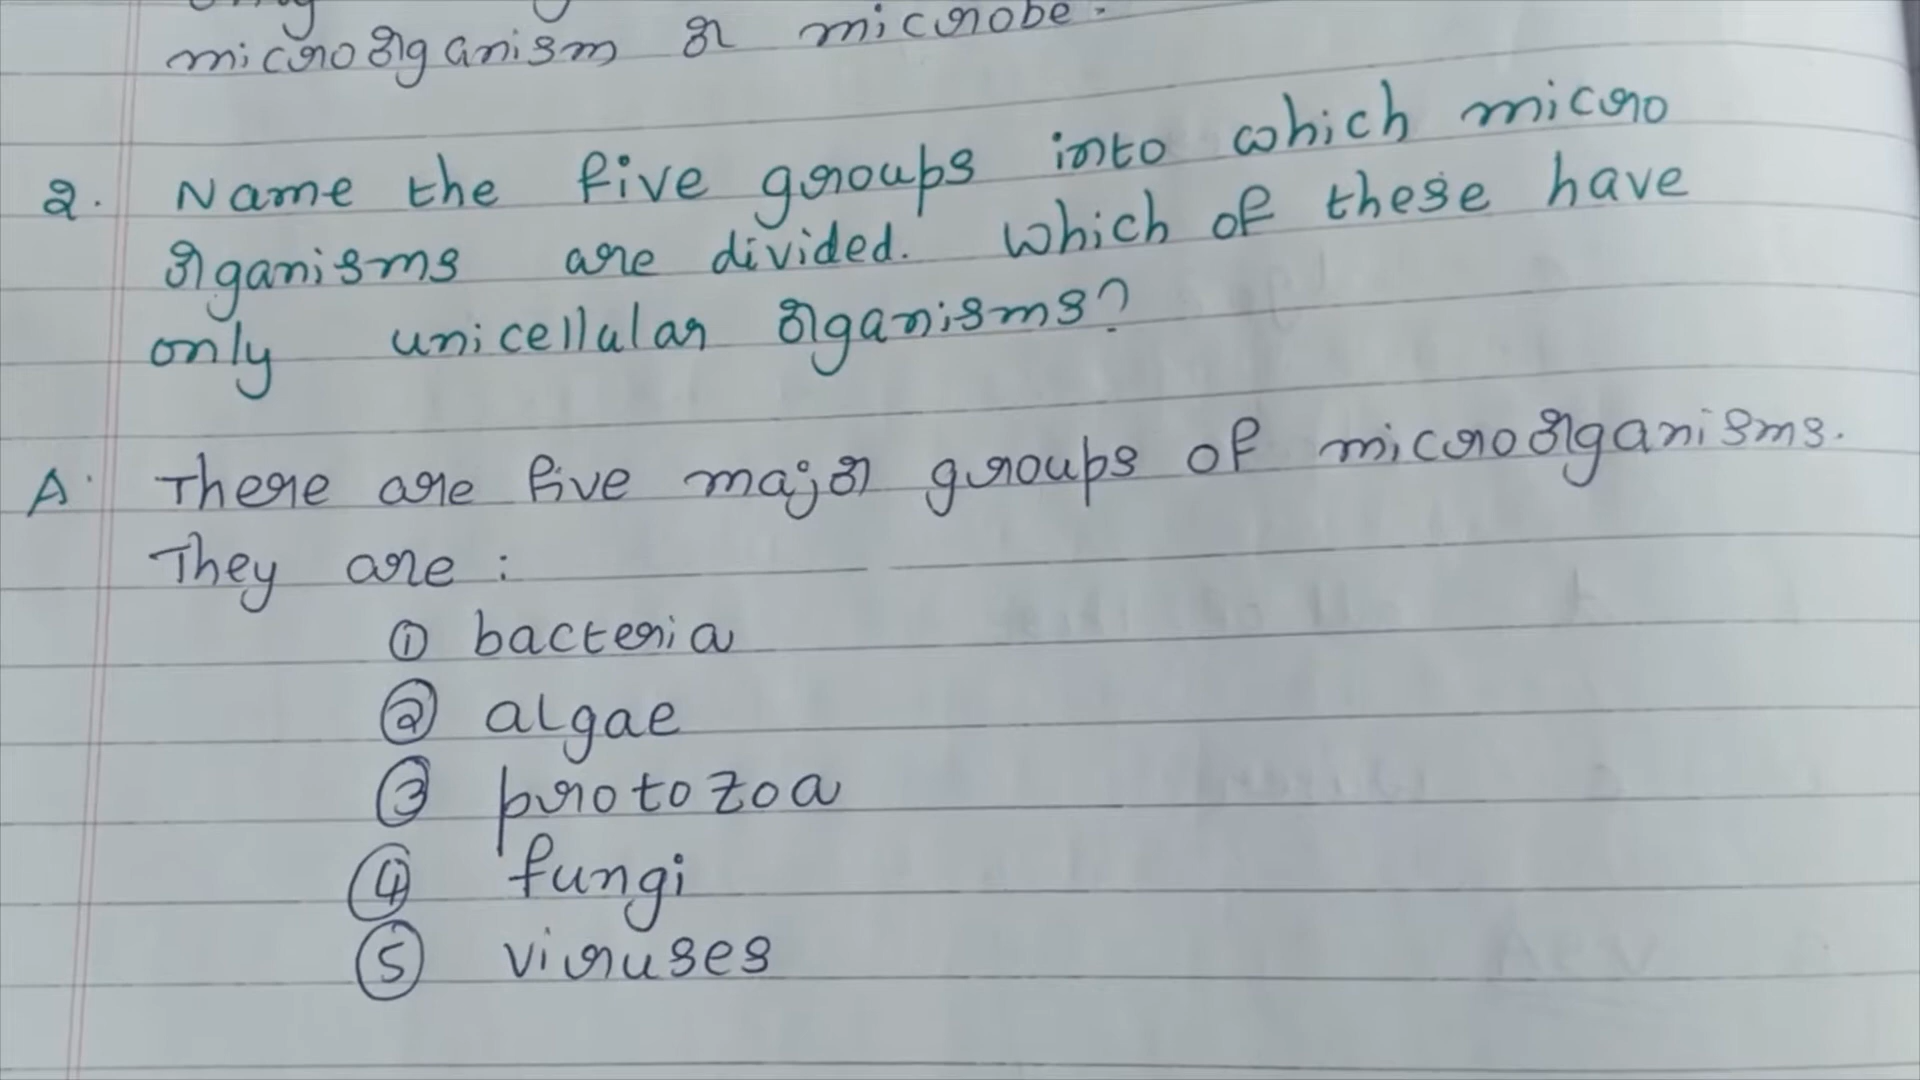 microorganism or microbe.
2. Name the five groups into which micro
organisms are divided. Which of these have
only unicellular organisms?
A. There are five major groups of microorganisms.
They are :
① bacteria
② algae
③ protozoa
④ fungi
⑤ viruses